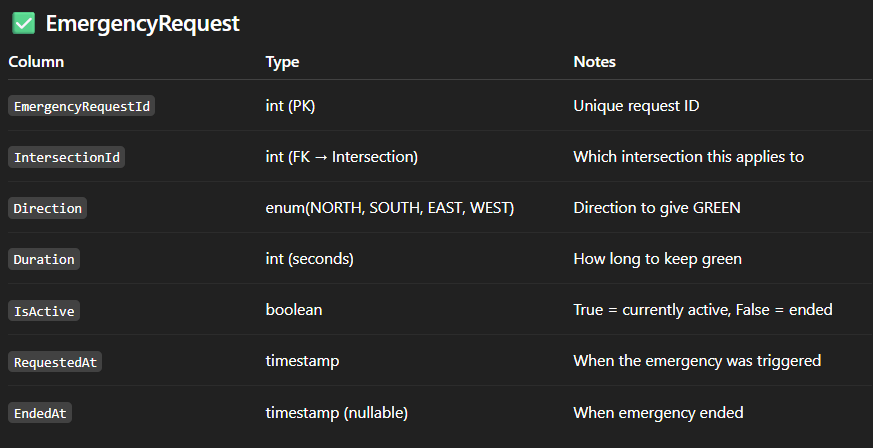 ✅ EmergencyRequest
Column Type Notes
EmergencyRequestId int (PK) Unique request ID
IntersectionId int (FK → Intersection) Which intersection this applies to
Direction enum(NORTH, SOUTH, EAST, WEST) Direction to give GREEN
Duration int (seconds) How long to keep green
IsActive boolean True = currently active, False = ended
RequestedAt timestamp When the emergency was triggered
EndedAt timestamp (nullable) When emergency ended